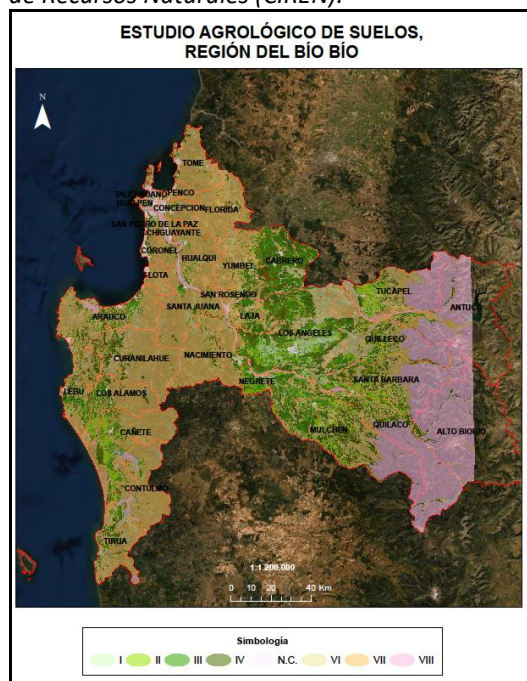 de Recursos Naturales (CIREN).
ESTUDIO AGROLÓGICO DE SUELOS,
REGIÓN DEL BÍO BÍO
N
TOME
TALCAHUANO PENCO
HUALPEN
CONCEPCION FLORIDA
SAN PEDRO DE LA PAZ
CHIGUAYANTE
CORONEL
HUALQUI
CABRERO
LOTA
YUMBEL
TUCAPEL
SAN ROSENDO
ANTUCO
SANTA JUANA
ARAUCO
LAJA
LOS ANGELES
QUILLECO
CURANILAHUE
NACIMIENTO
NEGRETE
SANTA BARBARA
LEBU
LOS ALAMOS
CAÑETE
MULCHEN
QUILACO
ALTO BIOBIO
CONTULMO
TIRUA
1:1.200.000
0 10 20 40 Km
Simbologia
I II III IV N.C. VI VII VIII